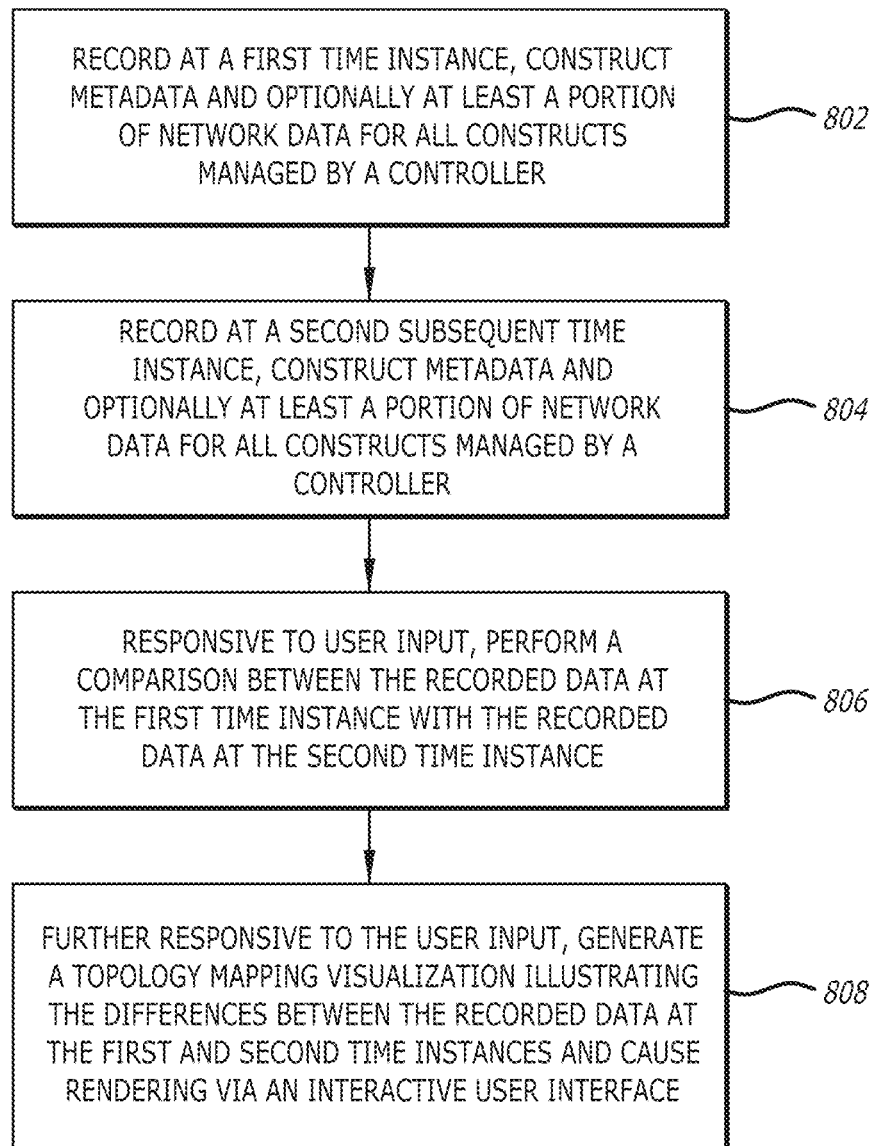 RECORD AT A FIRST TIME INSTANCE, CONSTRUCT
METADATA AND OPTIONALLY AT LEAST A PORTION
OF NETWORK DATA FOR ALL CONSTRUCTS
MANAGED BY A CONTROLLER
802
RECORD AT A SECOND SUBSEQUENT TIME
INSTANCE, CONSTRUCT METADATA AND
OPTIONALLY AT LEAST A PORTION OF NETWORK
DATA FOR ALL CONSTRUCTS MANAGED BY A
CONTROLLER
804
RESPONSIVE TO USER INPUT, PERFORM A
COMPARISON BETWEEN THE RECORDED DATA AT
THE FIRST TIME INSTANCE WITH THE RECORDED
DATA AT THE SECOND TIME INSTANCE
806
FURTHER RESPONSIVE TO THE USER INPUT, GENERATE
A TOPOLOGY MAPPING VISUALIZATION ILLUSTRATING
THE DIFFERENCES BETWEEN THE RECORDED DATA AT
THE FIRST AND SECOND TIME INSTANCES AND CAUSE
RENDERING VIA AN INTERACTIVE USER INTERFACE
808